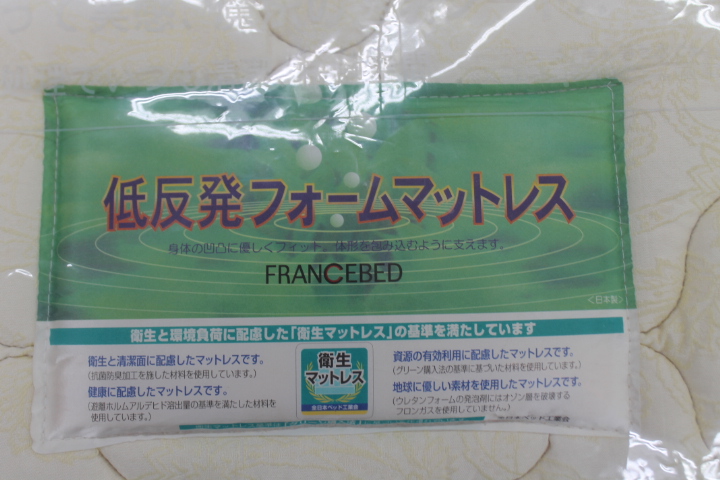 低反発フォームマットレス
身体の凹凸に優しくフィット、体形を包み込むように支えます。
FRANCEBED
<日本製>
衛生と環境負荷に配慮した「衛生マットレス」の基準を満たしています
衛生と清潔面に配慮したマットレスです。
(抗菌防臭加工を施した材料を使用しています。)
健康に配慮したマットレスです。
(遊離ホルムアルデヒド溶出量の基準を満たした材料を
使用しています。)
衛生
マットレス
全日本ベッド工業会
資源の有効利用に配慮したマットレスです。
(グリーン購入法の基準に基づいた材料を使用しています。)
地球に優しい素材を使用したマットレスです。
(ウレタンフォームの発泡剤にはオゾン層を破壊する
フロンガスを使用していません。)